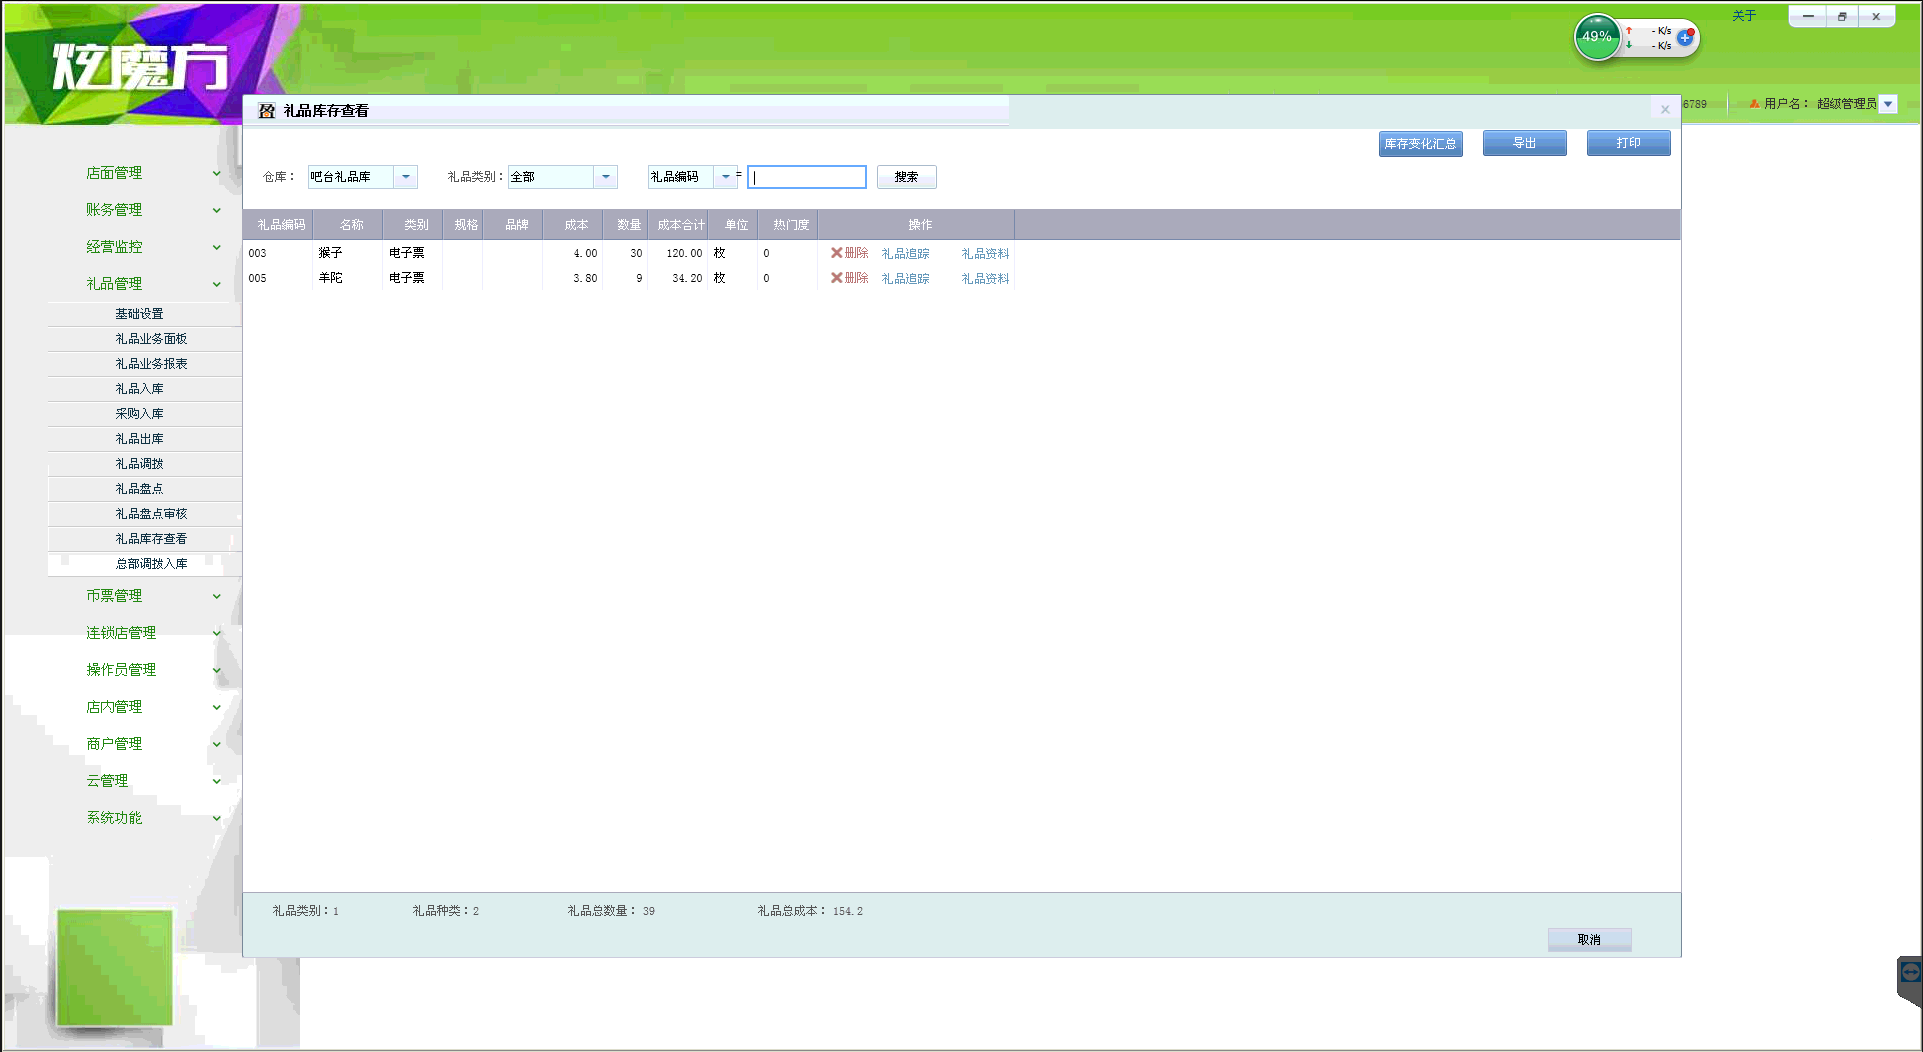 关于
49%
- K/s
- K/s
炫魔方
6789
用户名： 超级管理员
礼品库存查看
库存变化汇总 导出 打印
仓库： 吧台礼品库 礼品类别： 全部 礼品编码 = 搜索
礼品编码 名称 类别 规格 品牌 成本 数量 成本合计 单位 热门度 操作
003 猴子 电子票 4.00 30 120.00 枚 0 删除 礼品追踪 礼品资料
005 羊陀 电子票 3.80 9 34.20 枚 0 删除 礼品追踪 礼品资料
店面管理
账务管理
经营监控
礼品管理
基础设置
礼品业务面板
礼品业务报表
礼品入库
采购入库
礼品出库
礼品调拨
礼品盘点
礼品盘点审核
礼品库存查看
总部调拨入库
币票管理
连锁店管理
操作员管理
店内管理
商户管理
云管理
系统功能
礼品类别：1 礼品种类：2 礼品总数量： 39 礼品总成本： 154.2
取消